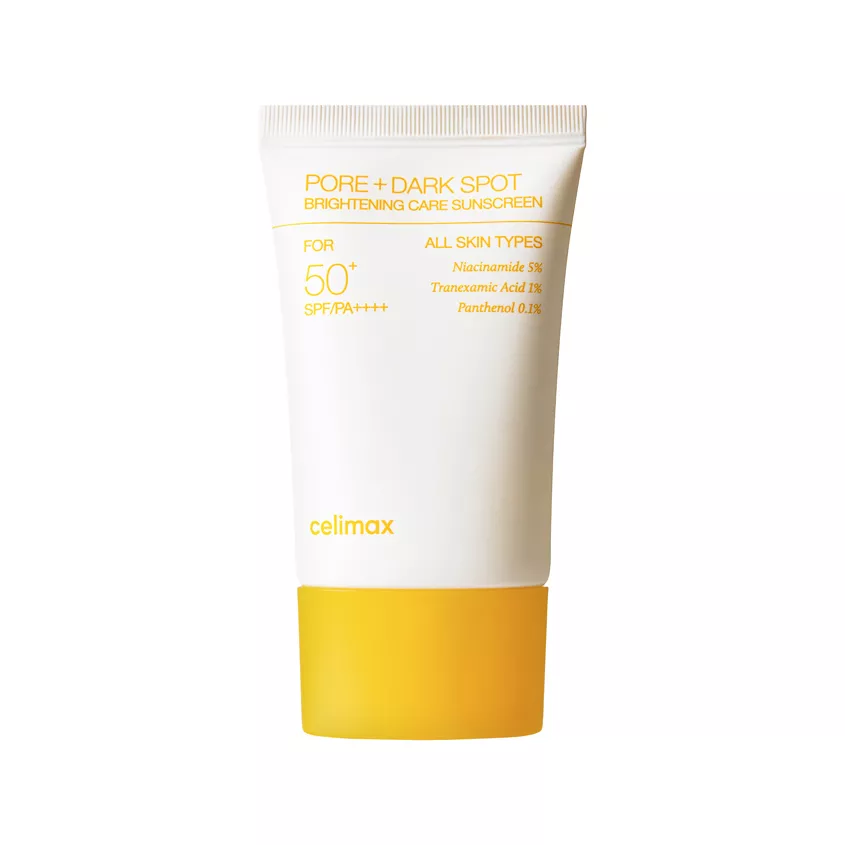 PORE + DARK SPOT
BRIGHTENING CARE SUNSCREEN
FOR
50+
SPF/PA++++
ALL SKIN TYPES
Niacinamide 5%
Tranexamic Acid 1%
Panthenol 0.1%
celimax